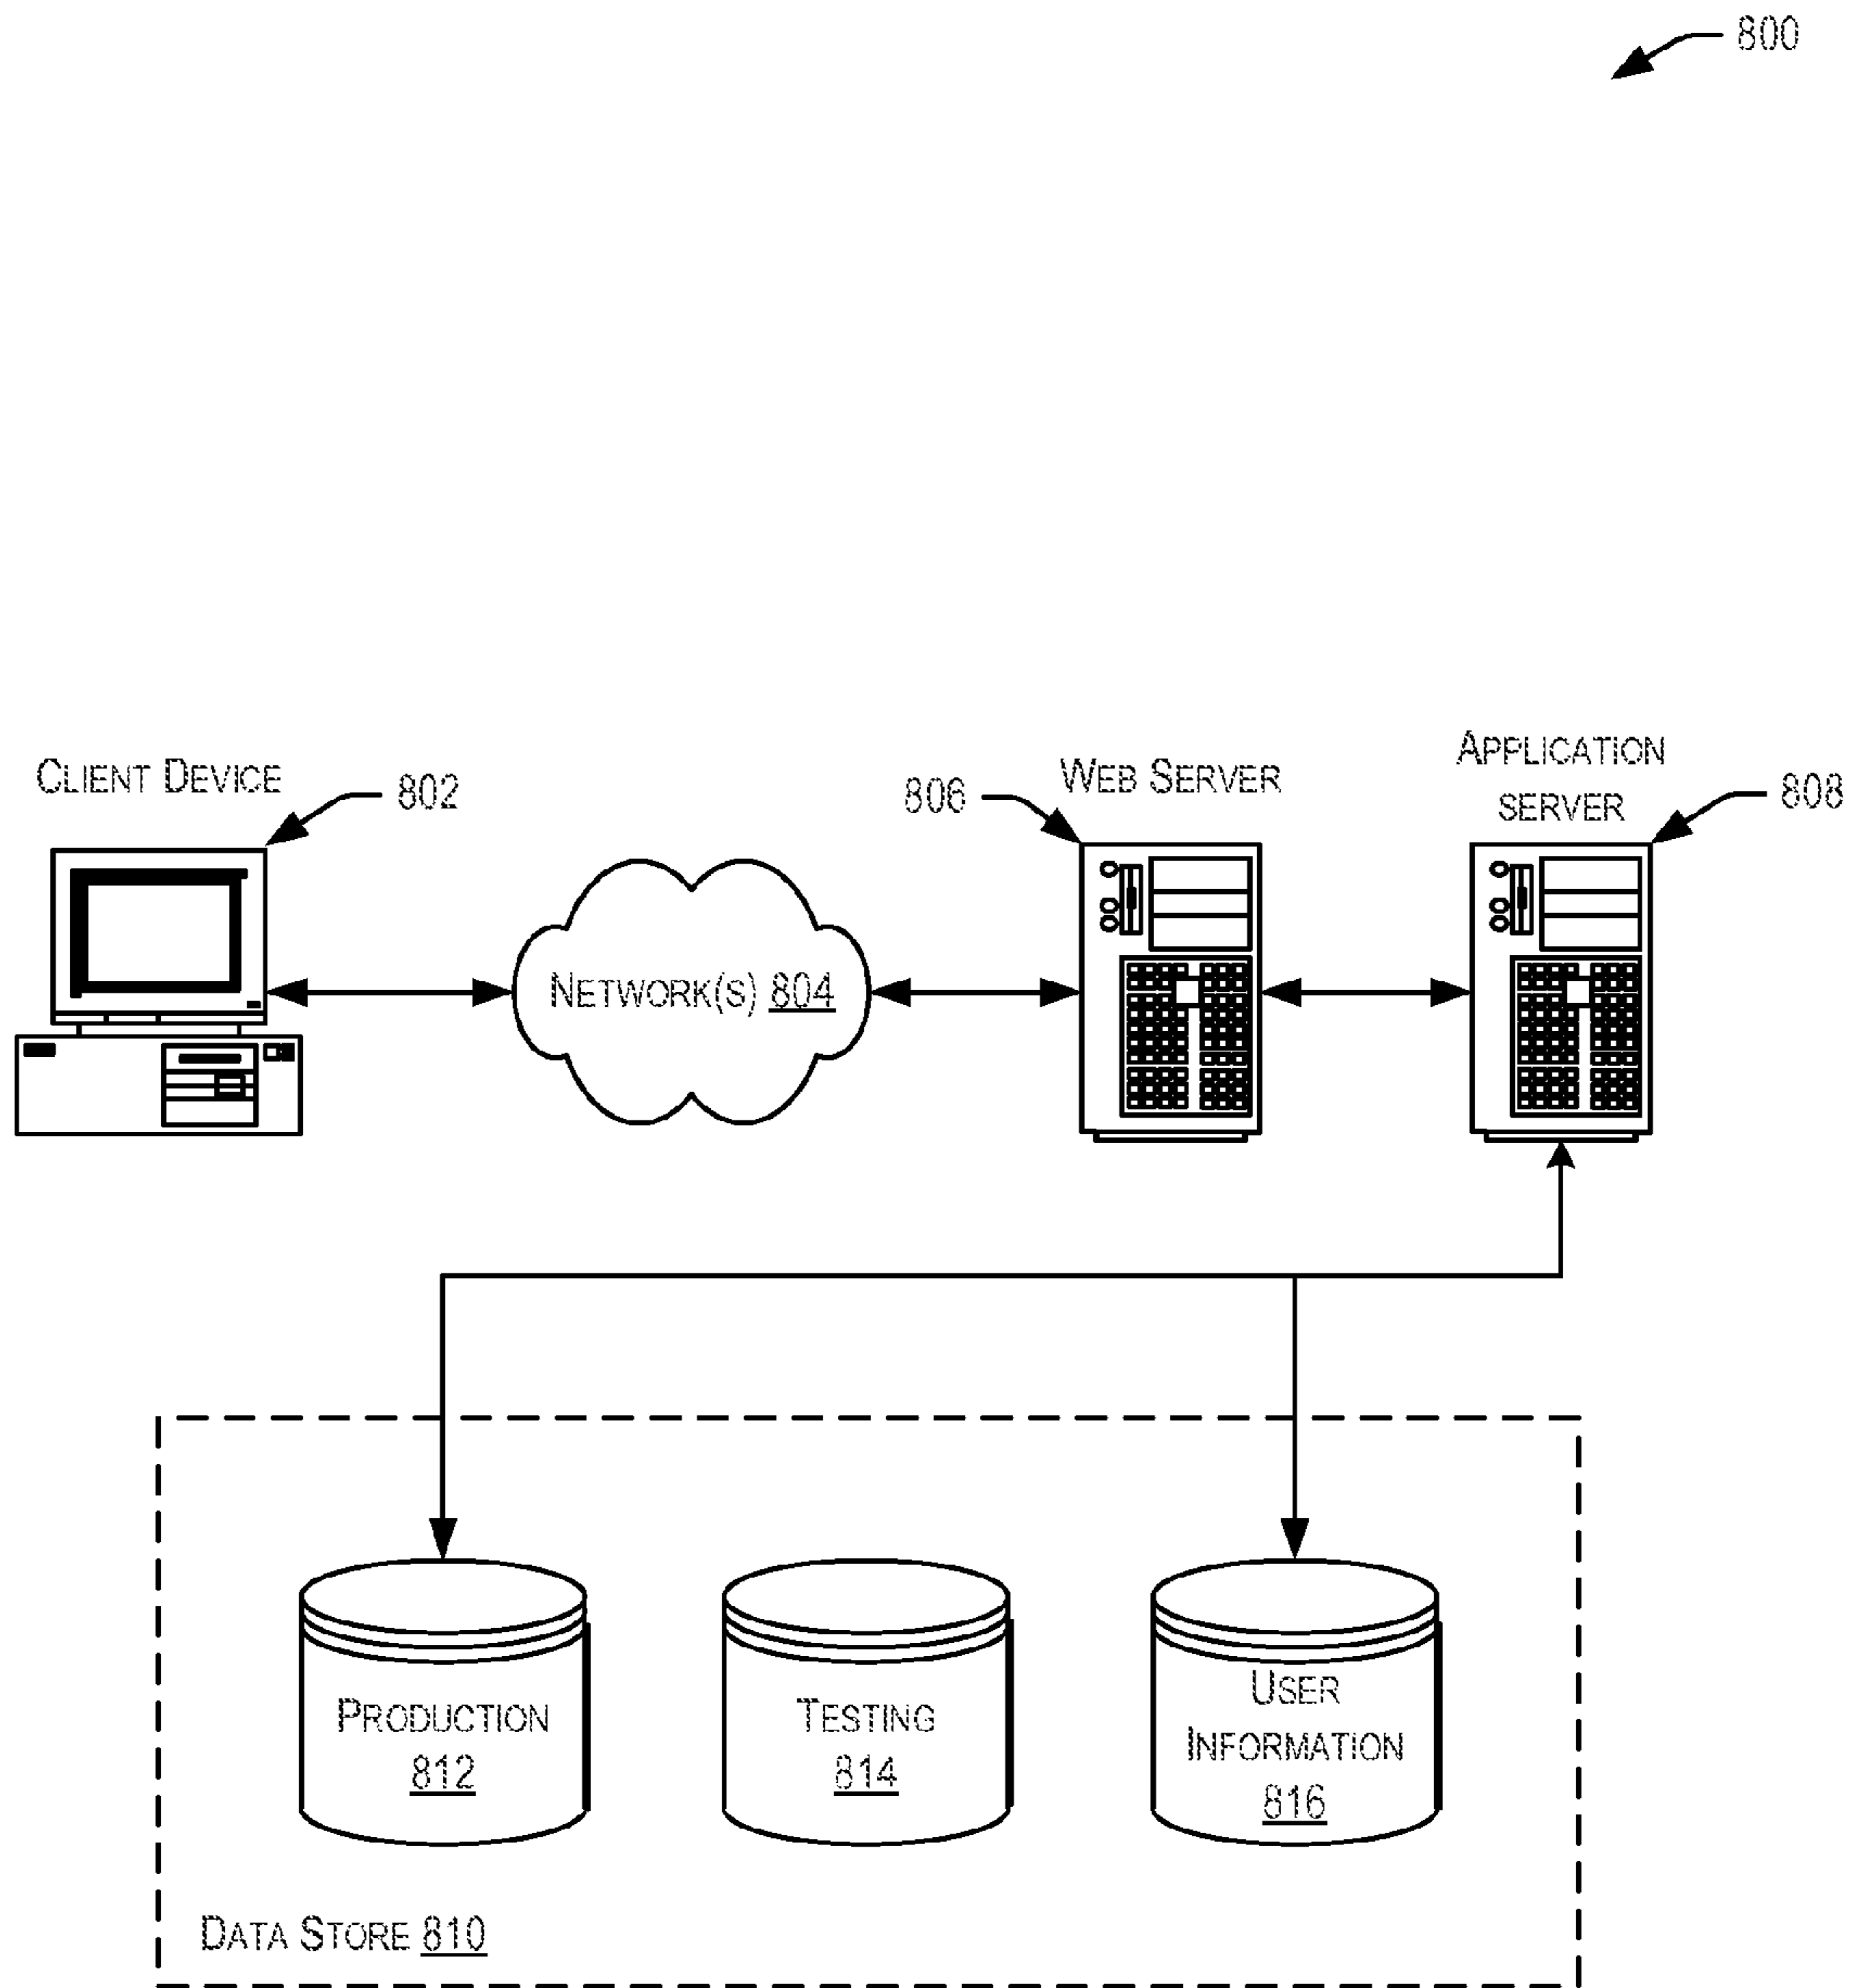 800
CLIENT DEVICE
802
806
WEB SERVER
APPLICATION
SERVER
808
NETWORK(S) 804
PRODUCTION
812
TESTING
814
USER
INFORMATION
816
DATA STORE 810